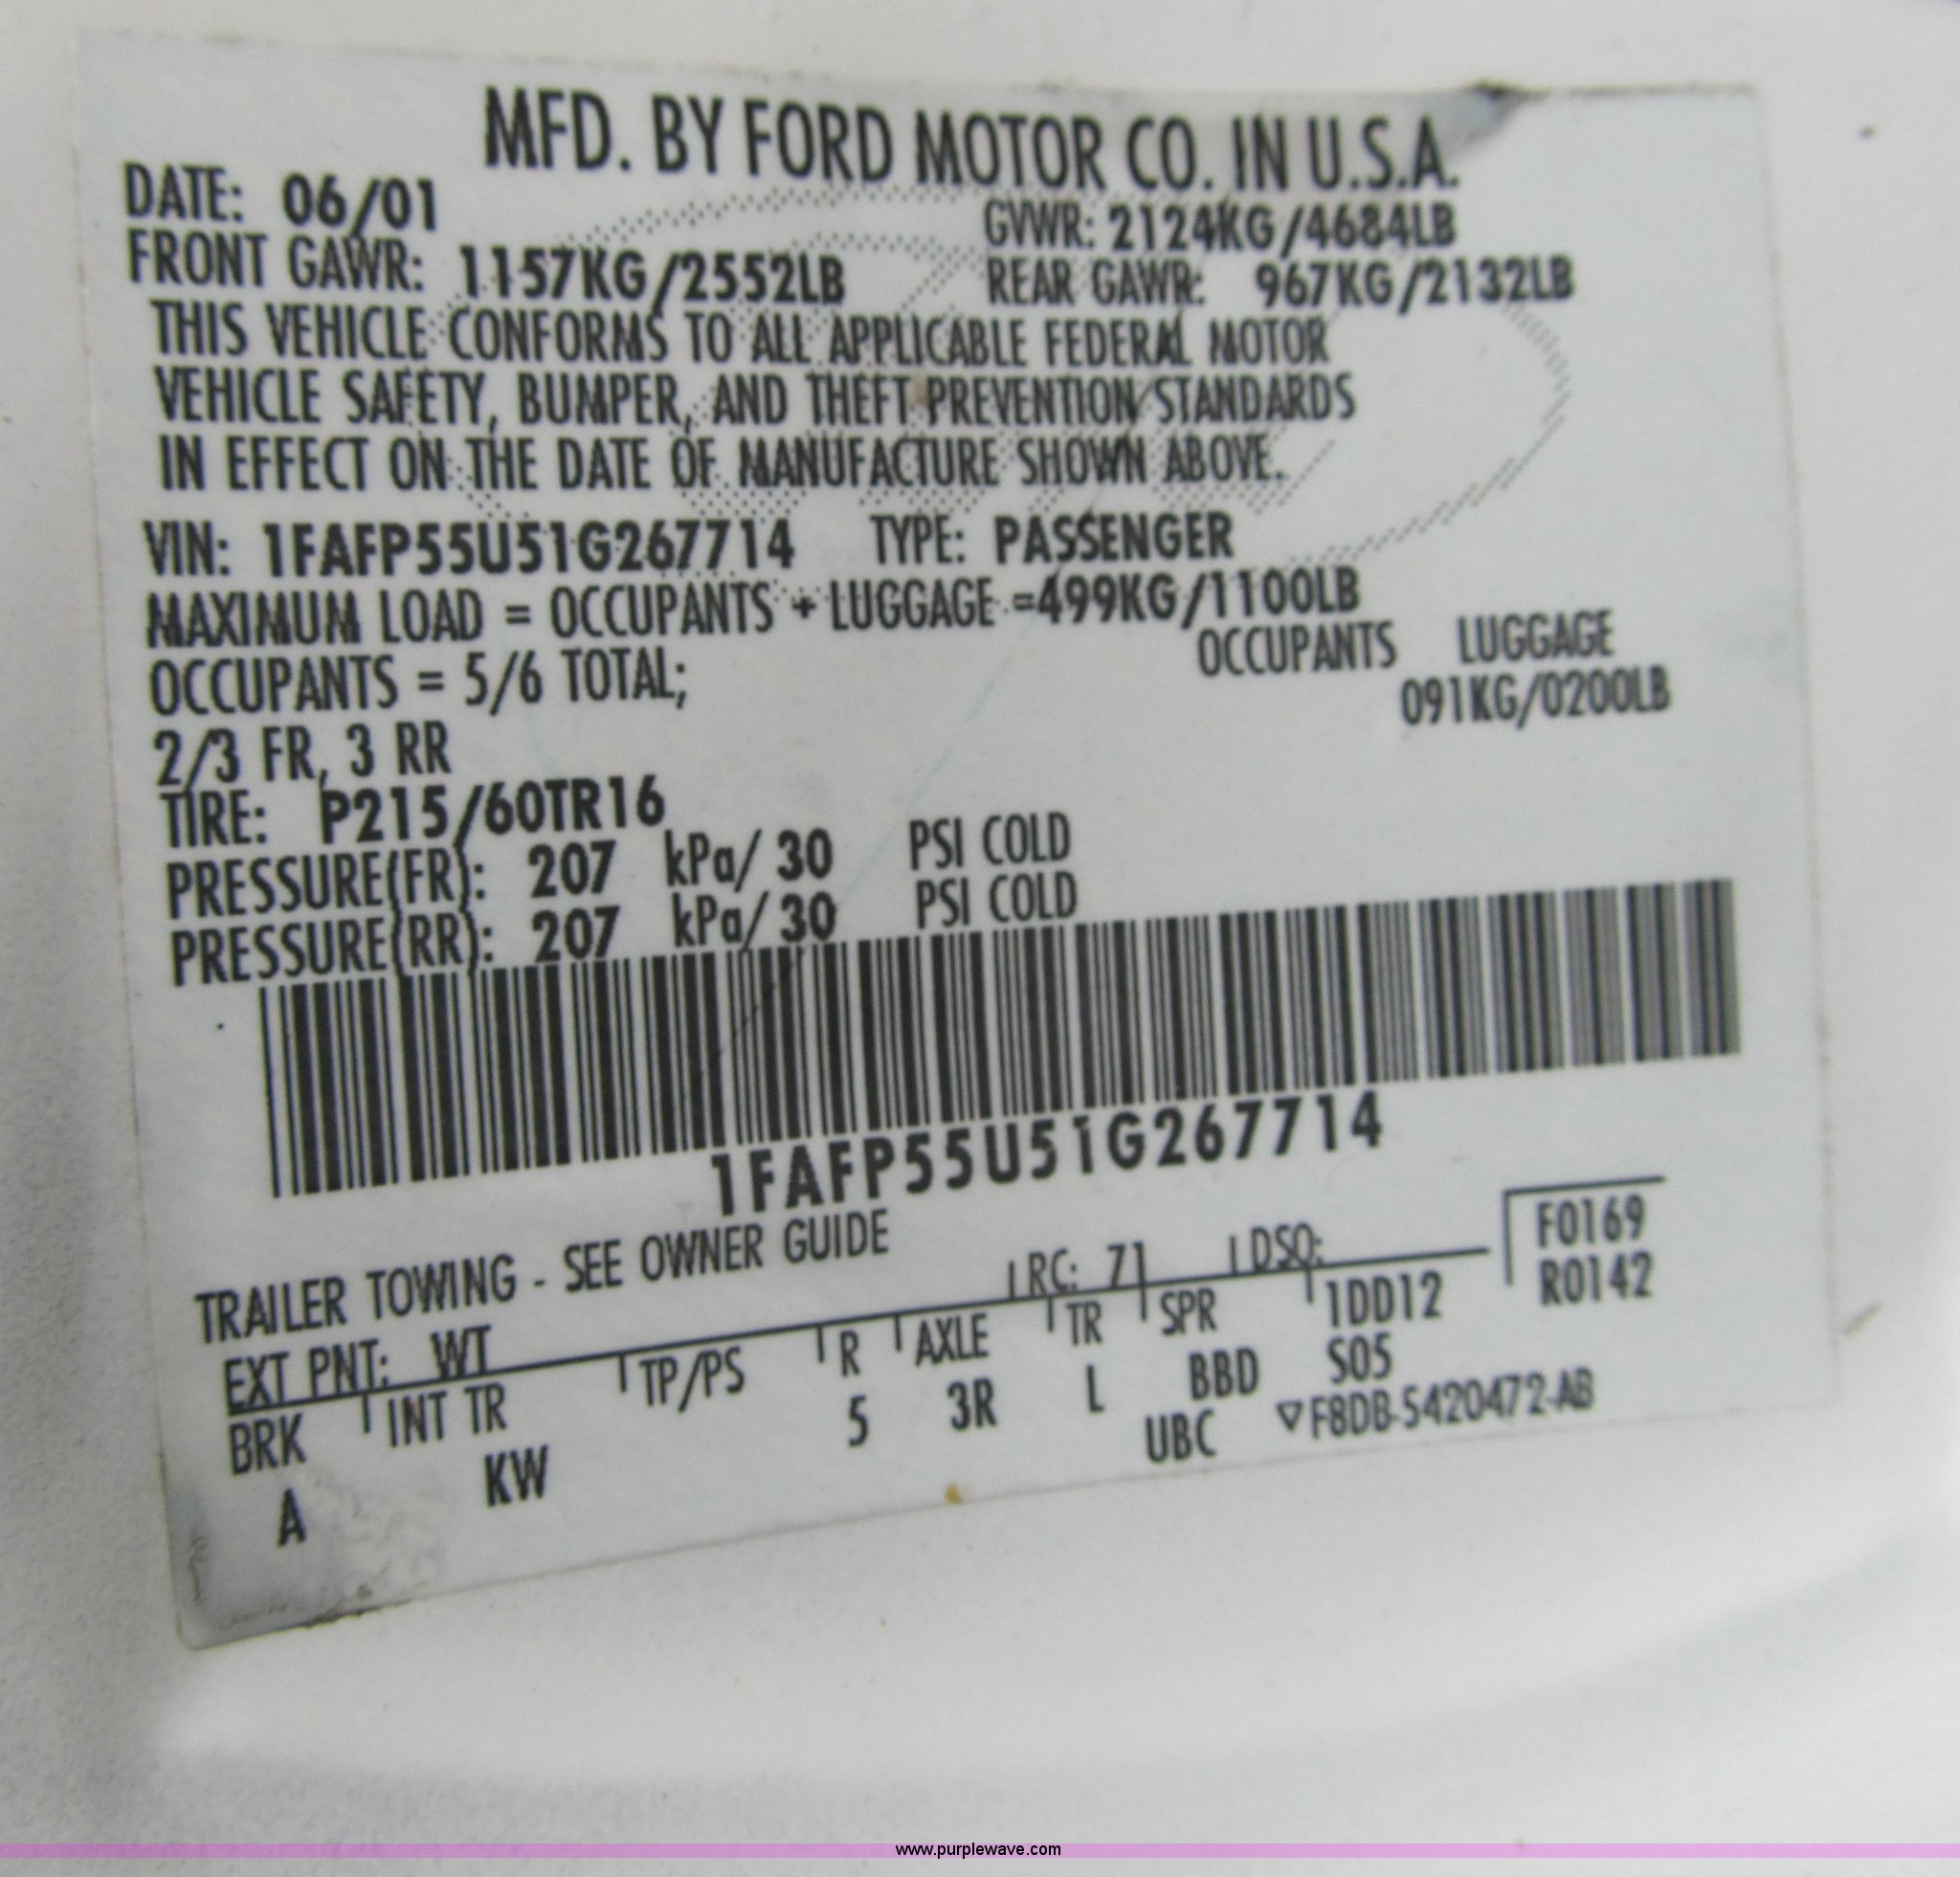 MFD. BY FORD MOTOR CO. IN U.S.A.
DATE: 06/01 GVWR: 2124KG/4684LB
FRONT GAWR: 1157KG/2552LB REAR GAWR: 967KG/2132LB
THIS VEHICLE CONFORMS TO ALL APPLICABLE FEDERAL MOTOR
VEHICLE SAFETY, BUMPER, AND THEFT PREVENTION STANDARDS
IN EFFECT ON THE DATE OF MANUFACTURE SHOWN ABOVE.
VIN: 1FAFP55U51G267714 TYPE: PASSENGER
MAXIMUM LOAD = OCCUPANTS + LUGGAGE =499KG/1100LB
OCCUPANTS = 5/6 TOTAL; OCCUPANTS LUGGAGE
2/3 FR, 3 RR 091KG/0200LB
TIRE: P215/60TR16
PRESSURE(FR): 207 kPa/ 30 PSI COLD
PRESSURE(RR): 207 kPa/ 30 PSI COLD
1FAFP55U51G267714
TRAILER TOWING - SEE OWNER GUIDE
EXT PNT: WT RC: 71 DSO: F0169
BRK INT TR TP/PS R AXLE TR SPR 1DD12 R0142
A KW 5 3R L BBD S05
UBC ▽F8DB-5420472-AB
www.purplewave.com